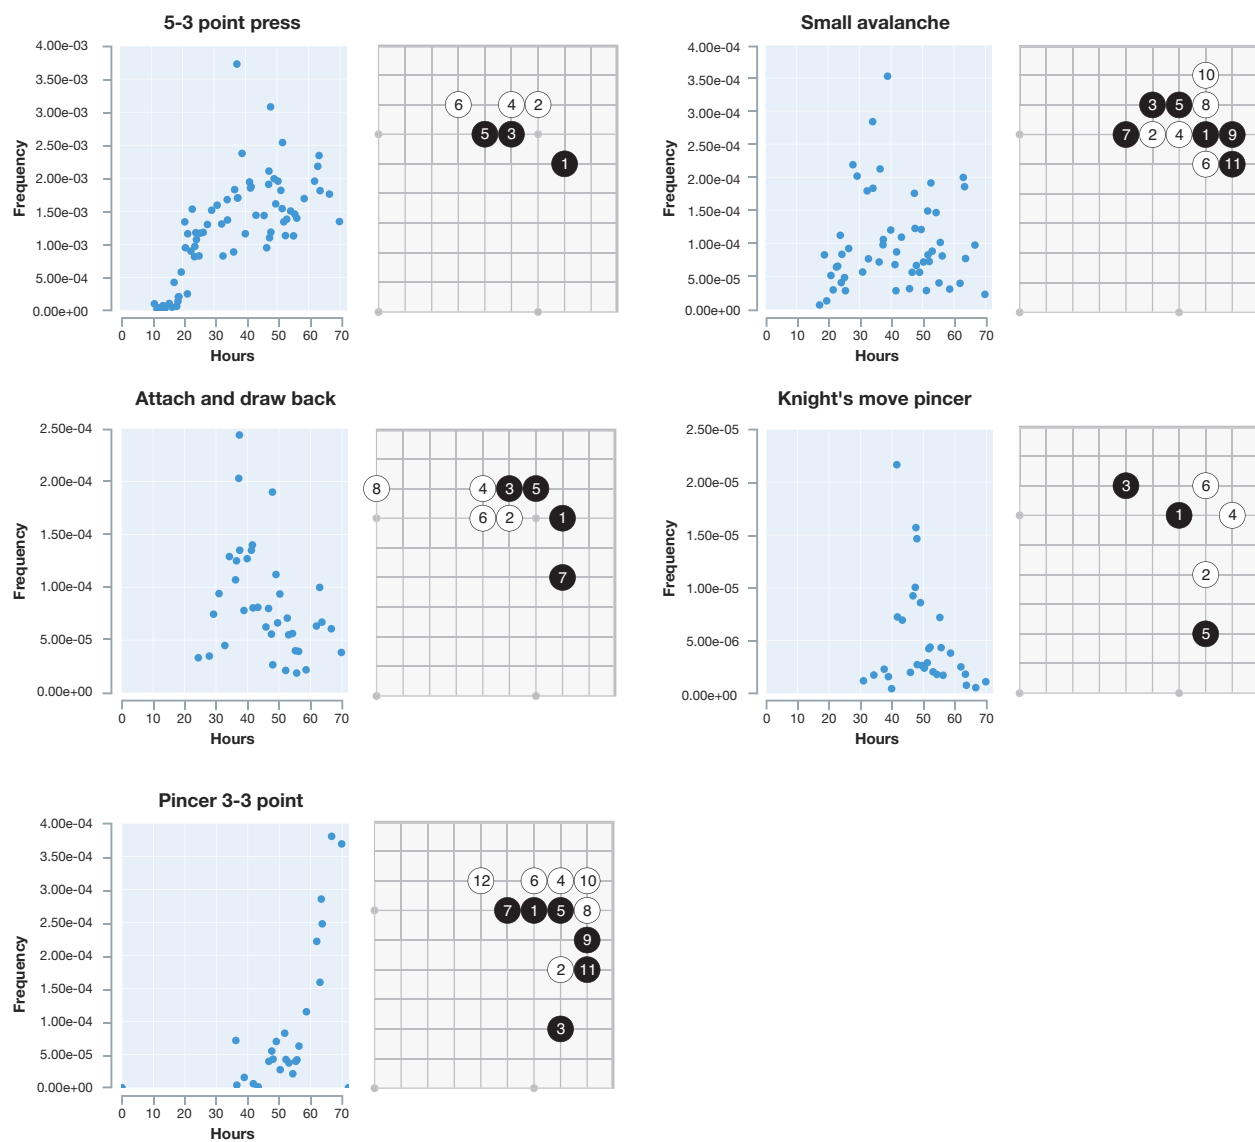 5-3 point press
Frequency
4.00e-03
3.50e-03
3.00e-03
2.50e-03
2.00e-03
1.50e-03
1.00e-03
5.00e-04
0.00e+00
0 10 20 30 40 50 60 70
Hours
6 4 2
5 3
1
Small avalanche
Frequency
4.00e-04
3.50e-04
3.00e-04
2.50e-04
2.00e-04
1.50e-04
1.00e-04
5.00e-05
0.00e+00
0 10 20 30 40 50 60 70
Hours
10
3 5 8
7 2 4 1 9
6 11
Attach and draw back
Frequency
2.50e-04
2.00e-04
1.50e-04
1.00e-04
5.00e-05
0.00e+00
0 10 20 30 40 50 60 70
Hours
8 4 3 5
6 2 1
7
Knight's move pincer
Frequency
2.50e-05
2.00e-05
1.50e-05
1.00e-05
5.00e-06
0.00e+00
0 10 20 30 40 50 60 70
Hours
3 6
1 4
2
5
Pincer 3-3 point
Frequency
4.00e-04
3.50e-04
3.00e-04
2.50e-04
2.00e-04
1.50e-04
1.00e-04
5.00e-05
0.00e+00
0 10 20 30 40 50 60 70
Hours
12 6 4 10
7 1 5 8
9
2 11
3